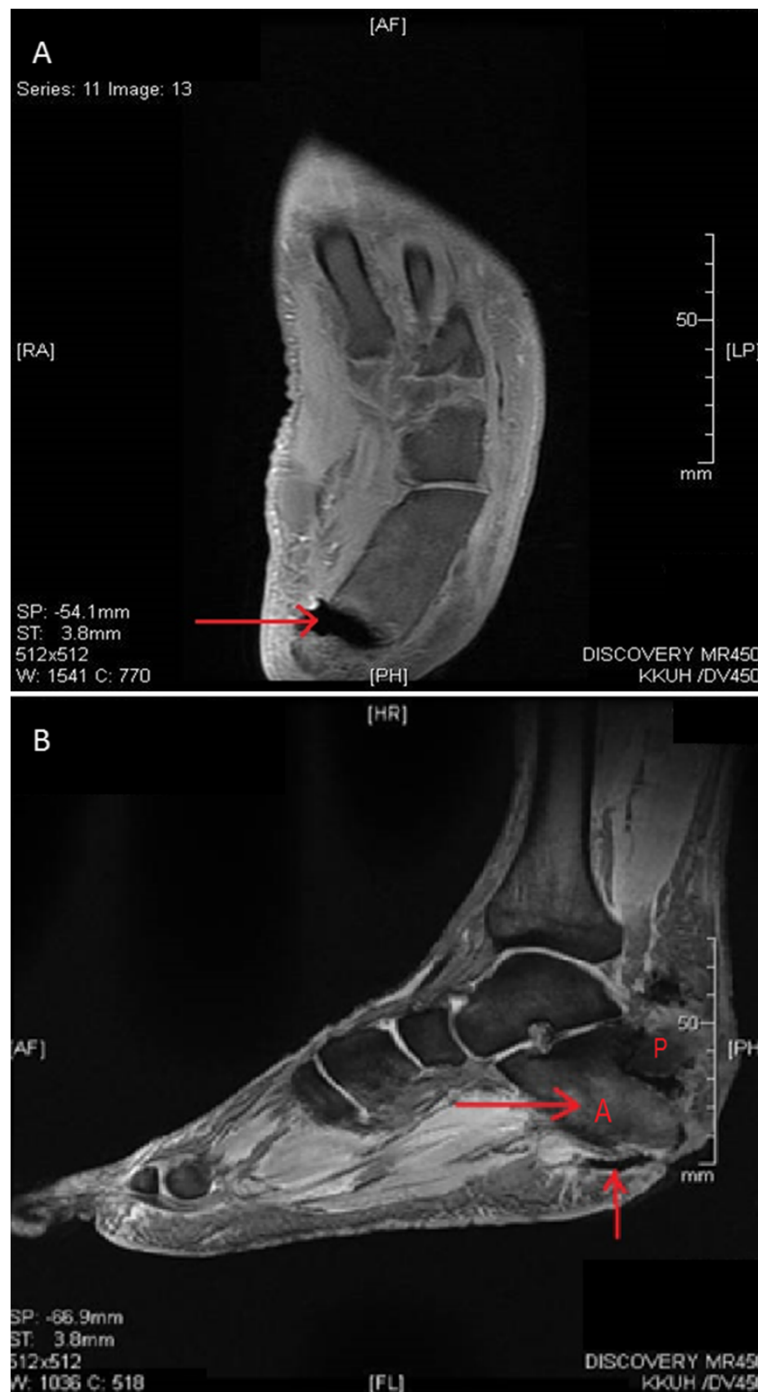 [AF]
A
Series: 11 Image: 13
[RA]
50
[LP]
mm
SP: -54.1mm
ST: 3.8mm
512x512
W: 1541 C: 770
[PH]
DISCOVERY MR450
KKUH /DV450
[HR]
B
[AF]
50
P
[PH]
A
mm
SP: -66.9mm
ST: 3.8mm
512x512
W: 1036 C: 518
[FL]
DISCOVERY MR450
KKUH /DV450